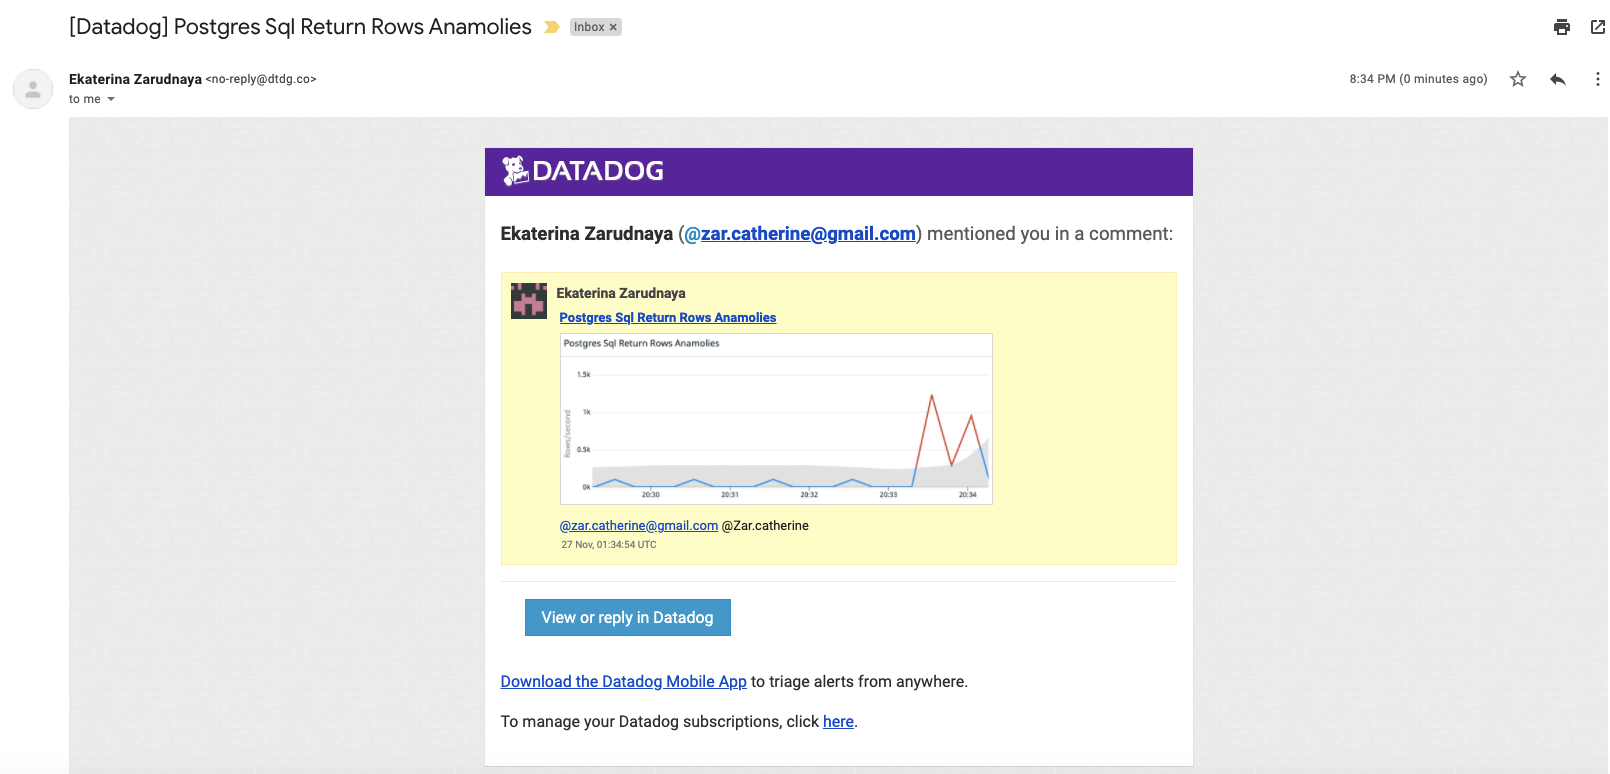 [Datadog] Postgres Sql Return Rows Anamolies Inbox ×
Ekaterina Zarudnaya <no-reply@dtdg.co> 8:34 PM (0 minutes ago)
to me
DATADOG
Ekaterina Zarudnaya (@zar.catherine@gmail.com) mentioned you in a comment:
Ekaterina Zarudnaya
Postgres Sql Return Rows Anamolies
Postgres Sql Return Rows Anamolies
1.5k
1k
0.5k
0k
Rows/second
20:30 20:31 20:32 20:33 20:34
@zar.catherine@gmail.com @Zar.catherine
27 Nov, 01:34:54 UTC
View or reply in Datadog
Download the Datadog Mobile App to triage alerts from anywhere.
To manage your Datadog subscriptions, click here.